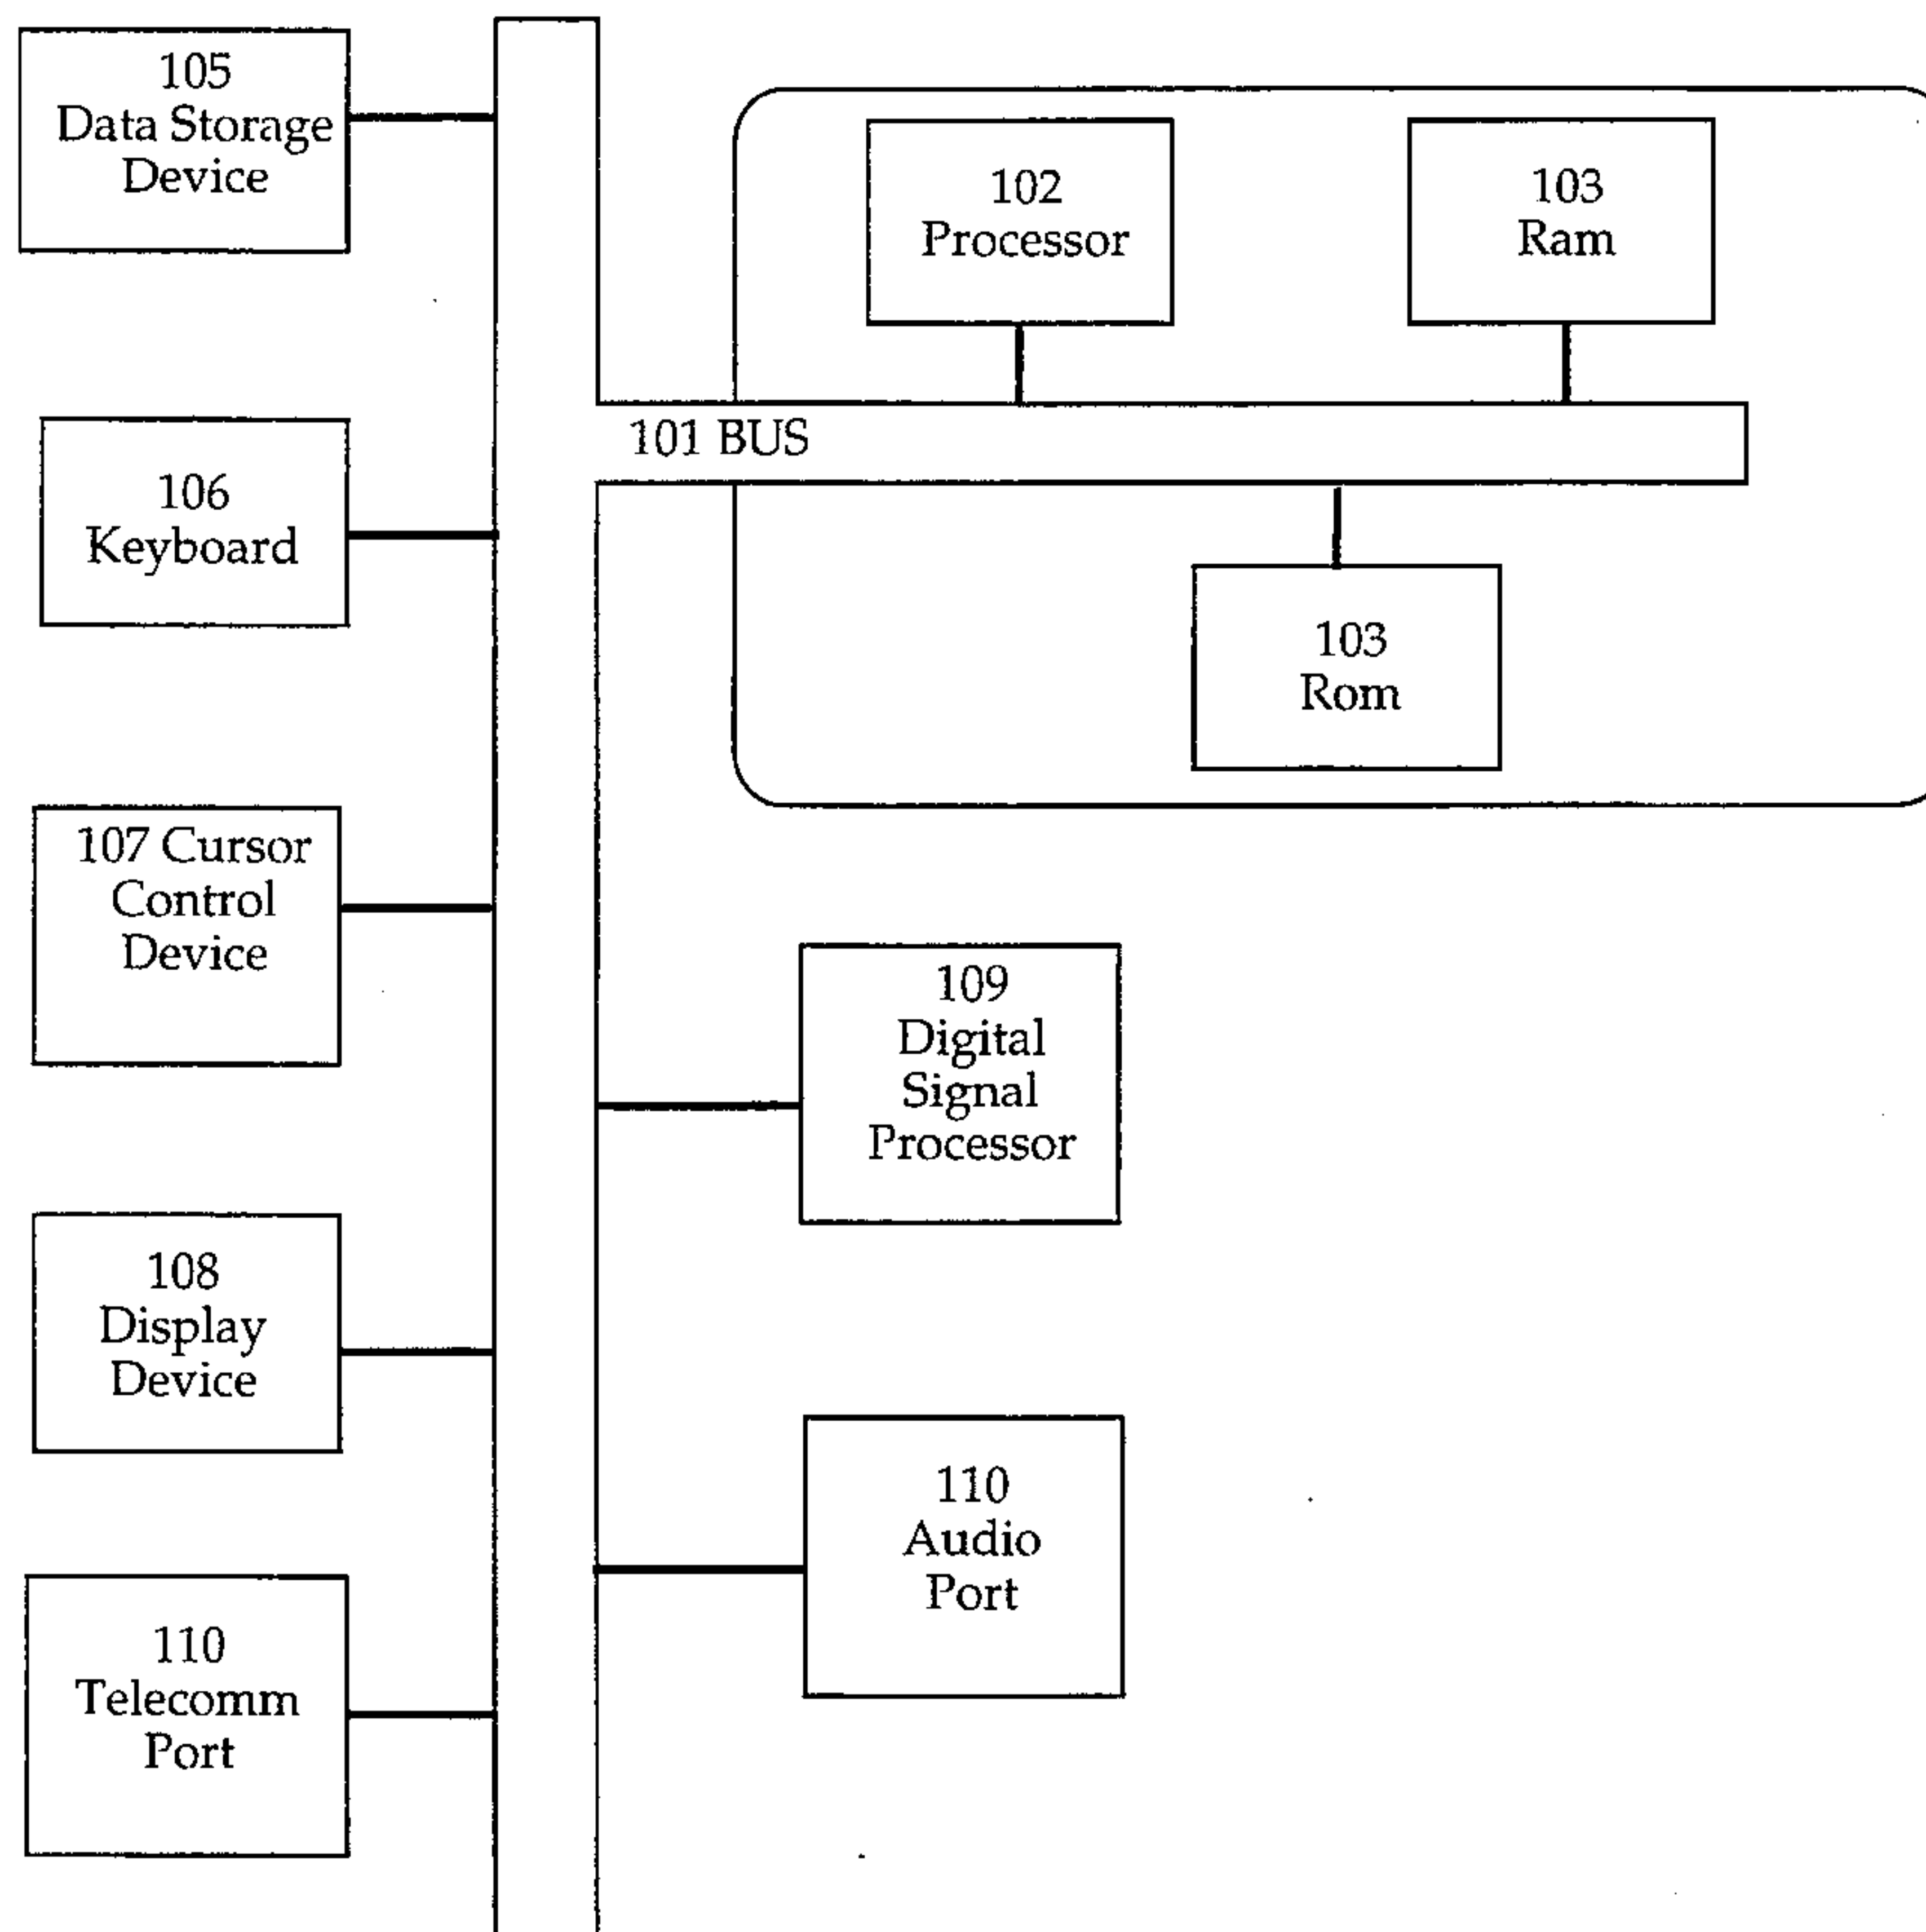 105
Data Storage
Device
102
Processor
103
Ram
101 BUS
106
Keyboard
103
Rom
107 Cursor
Control
Device
109
Digital
Signal
Processor
108
Display
Device
110
Audio
Port
110
Telecomm
Port